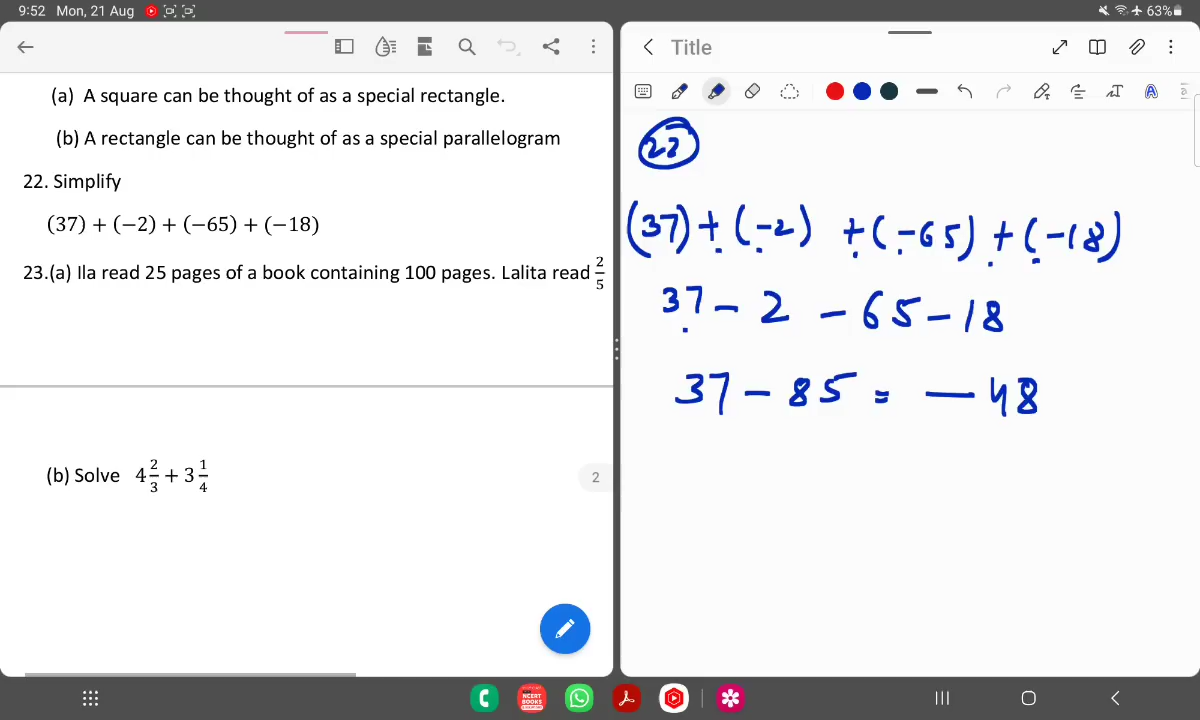 9:52 Mon, 21 Aug 63%
(a) A square can be thought of as a special rectangle.
(b) A rectangle can be thought of as a special parallelogram
22. Simplify
(37) + (−2) + (−65) + (−18)
23.(a) Ila read 25 pages of a book containing 100 pages. Lalita read 2/5
(b) Solve 4 2/3 + 3 1/4
2
Title
22
(37) + (-2) + (-65) + (-18)
37 - 2 - 65 - 18
37 - 85 = - 48
NCERT
BOOKS